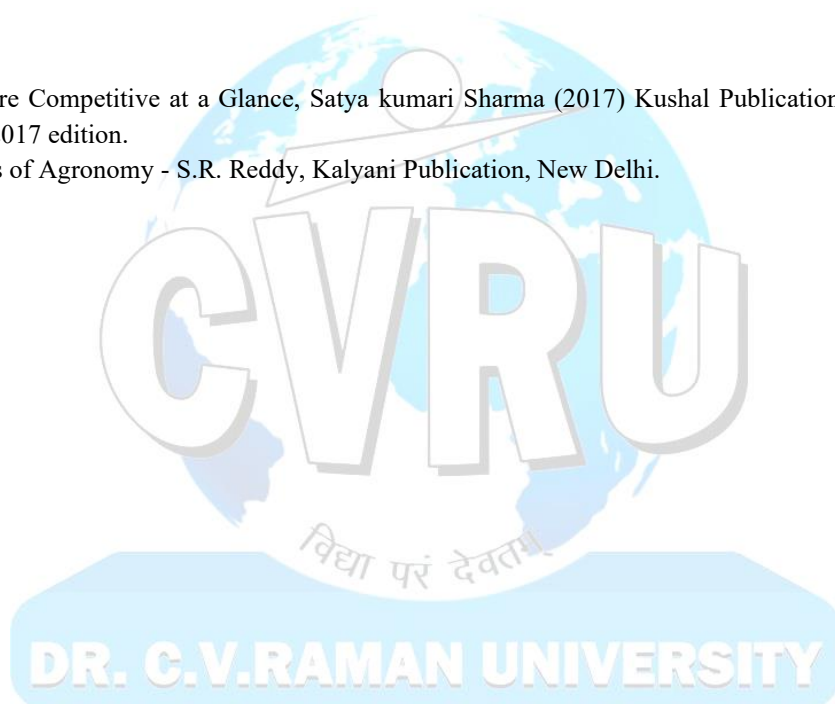 re Competitive at a Glance, Satya kumari Sharma (2017) Kushal Publication
017 edition.
s of Agronomy - S.R. Reddy, Kalyani Publication, New Delhi.
CVRU
विद्या परं देवतम्
DR. C.V.RAMAN UNIVERSITY